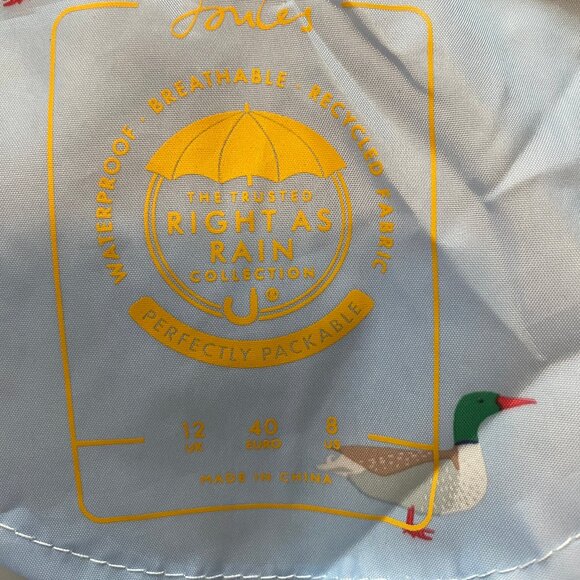 Joules
WATERPROOF · BREATHABLE · RECYCLED FABRIC
THE TRUSTED
RIGHT AS
RAIN
COLLECTION
®
PERFECTLY PACKABLE
12 40 8
UK EURO US
MADE IN CHINA